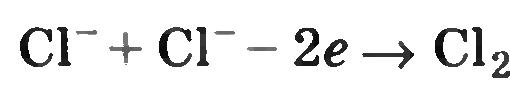 Cl⁻ + Cl⁻ − 2e → Cl₂